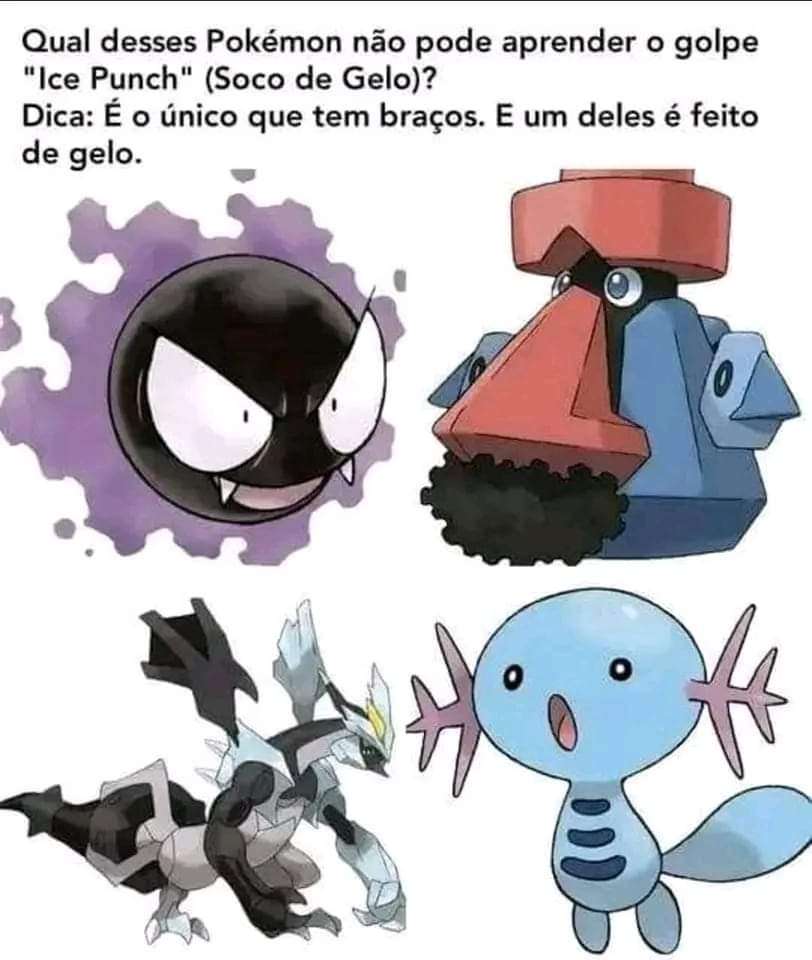 Qual desses Pokémon não pode aprender o golpe
"Ice Punch" (Soco de Gelo)?
Dica: É o único que tem braços. E um deles é feito
de gelo.